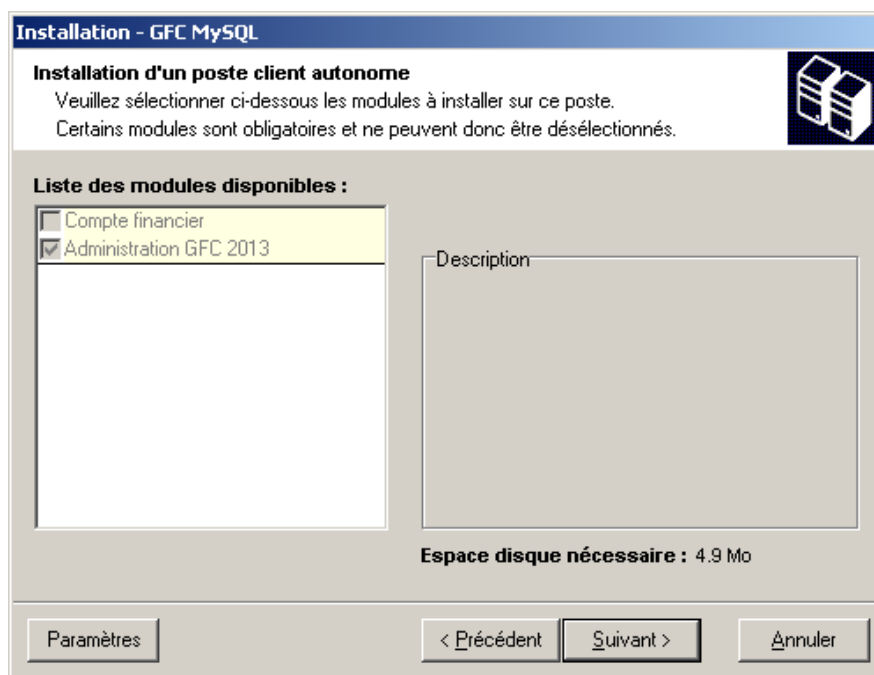 Installation - GFC MySQL
Installation d'un poste client autonome
Veuillez sélectionner ci-dessous les modules à installer sur ce poste.
Certains modules sont obligatoires et ne peuvent donc être désélectionnés.
Liste des modules disponibles :
Compte financier
Administration GFC 2013
Description
Espace disque nécessaire : 4.9 Mo
Paramètres
< Précédent
Suivant >
Annuler